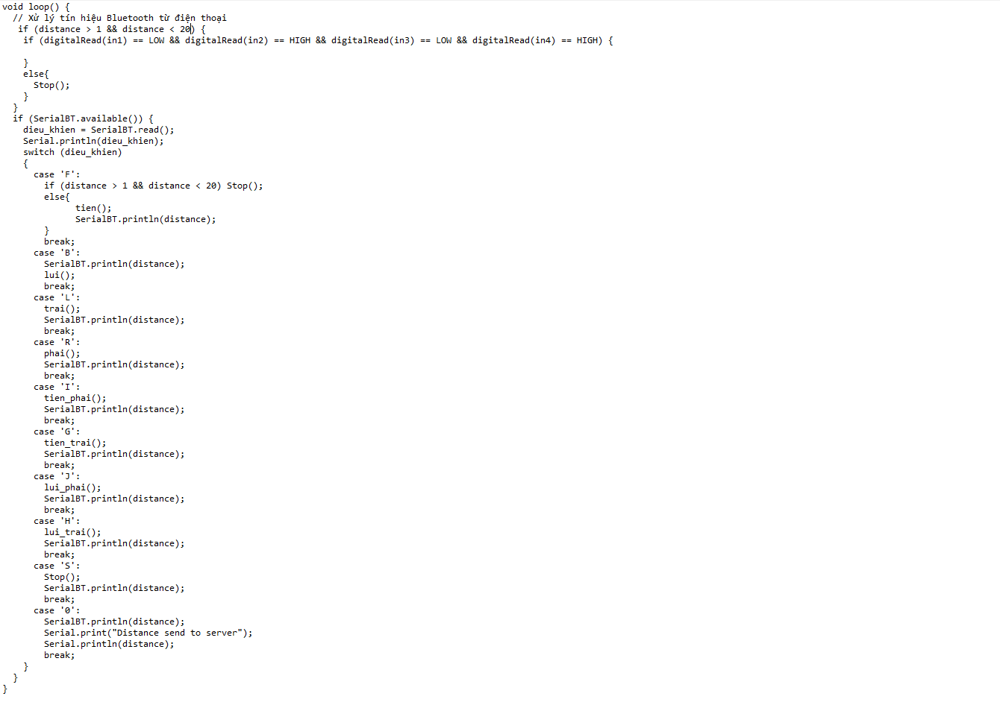 void loop() {
  // Xử lý tín hiệu Bluetooth từ điện thoại
   if (distance > 1 && distance < 20) {
    if (digitalRead(in1) == LOW && digitalRead(in2) == HIGH && digitalRead(in3) == LOW && digitalRead(in4) == HIGH) {
    }
    else{
      Stop();
    }
  }
  if (SerialBT.available()) {
    dieu_khien = SerialBT.read();
    Serial.println(dieu_khien);
    switch (dieu_khien)
    {
      case 'F':
        if (distance > 1 && distance < 20) Stop();
        else{
              tien();
              SerialBT.println(distance);
        }
        break;
      case 'B':
        SerialBT.println(distance);
        lui();
        break;
      case 'L':
        trai();
        SerialBT.println(distance);
        break;
      case 'R':
        phai();
        SerialBT.println(distance);
        break;
      case 'I':
        tien_phai();
        SerialBT.println(distance);
        break;
      case 'G':
        tien_trai();
        SerialBT.println(distance);
        break;
      case 'J':
        lui_phai();
        SerialBT.println(distance);
        break;
      case 'H':
        lui_trai();
        SerialBT.println(distance);
        break;
      case 'S':
        Stop();
        SerialBT.println(distance);
        break;
      case '0':
        SerialBT.println(distance);
        Serial.print("Distance send to server");
        Serial.println(distance);
        break;
    }
  }
}